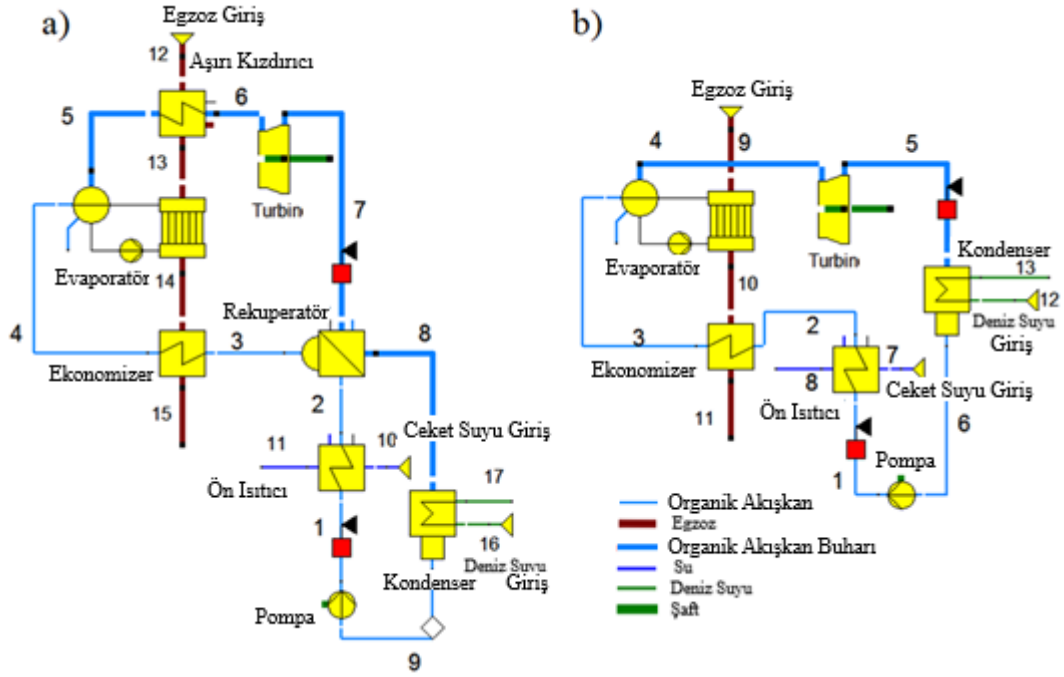 a)
Egzoz Giriş
12
Aşırı Kızdırıcı
5
6
13
Turbin
7
Evaporatör
14
Rekuperatör
8
4
3
Ekonomizer
2
15
Ceket Suyu Giriş
11
10
17
Ön Isıtıcı
1
16
Deniz Suyu
Kondenser
Giriş
Pompa
9
b)
Egzoz Giriş
4
9
5
Turbin
Kondenser
Evaporatör
13
10
12
2
Deniz Suyu
Giriş
3
7
Ekonomizer
8
Ceket Suyu Giriş
Ön Isıtıcı
11
6
Pompa
1
Organik Akışkan
Egzoz
Organik Akışkan Buharı
Su
Deniz Suyu
Şaft